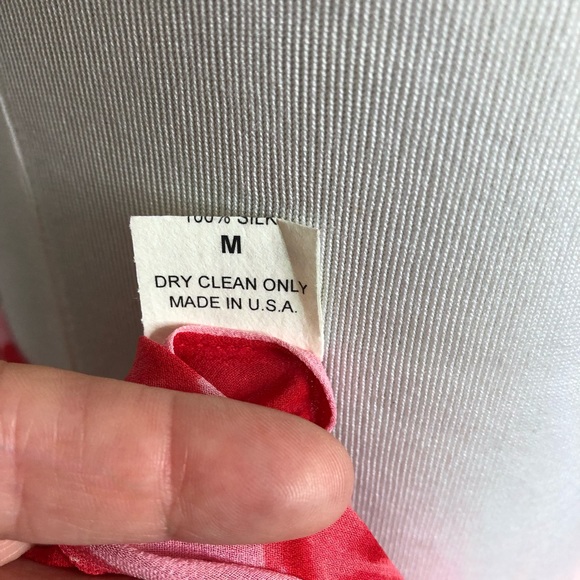 100% SILK
M
DRY CLEAN ONLY
MADE IN U.S.A.